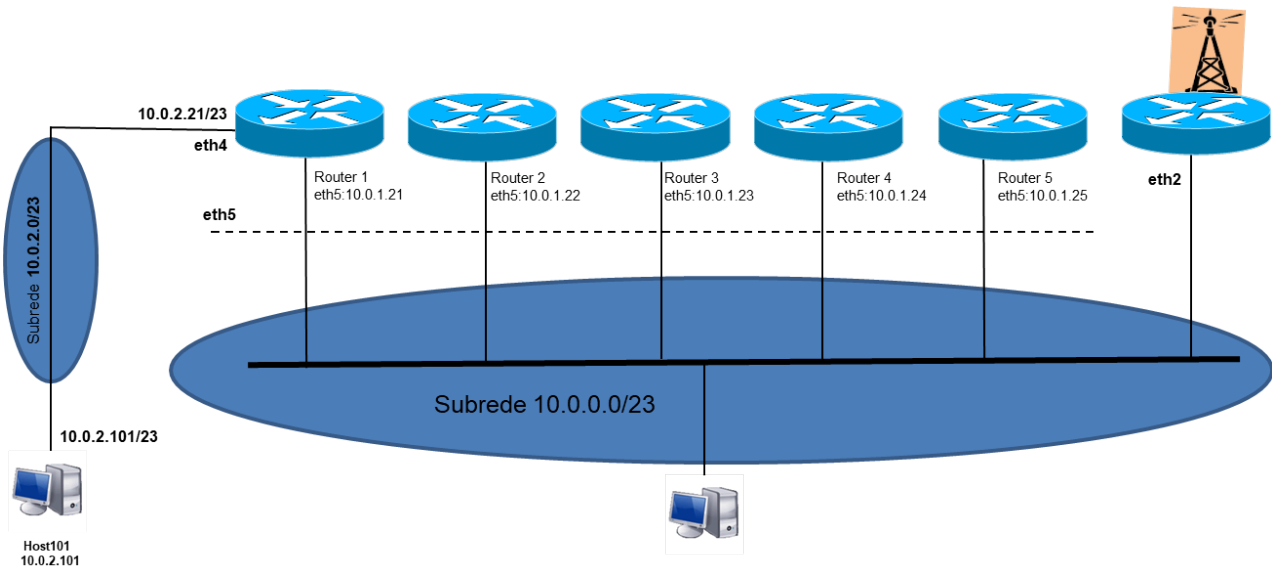 10.0.2.21/23
eth4
Router 1
eth5:10.0.1.21
Router 2
eth5:10.0.1.22
Router 3
eth5:10.0.1.23
Router 4
eth5:10.0.1.24
Router 5
eth5:10.0.1.25
eth2
eth5
Subrede 10.0.2.0/23
Subrede 10.0.0.0/23
10.0.2.101/23
Host101
10.0.2.101